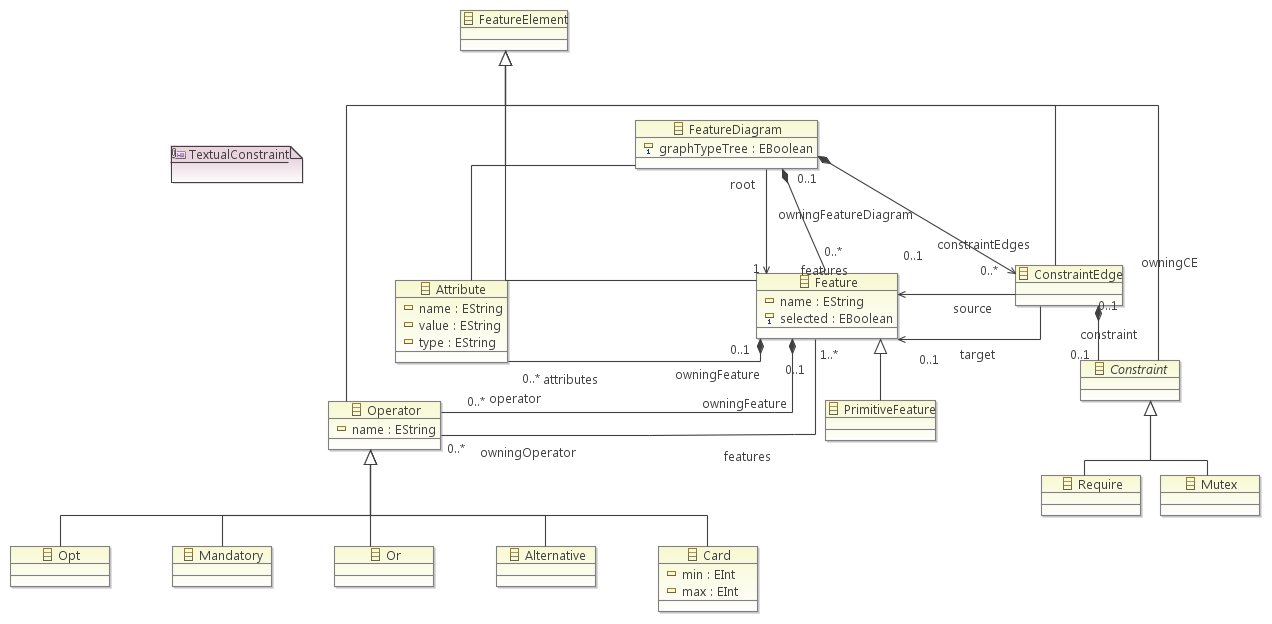 FeatureElement
FeatureDiagram
graphTypeTree : EBoolean
TextualConstraint
root
0..1
owningFeatureDiagram
constraintEdges
0..*
0..1
owningCE
1
features
0..*
ConstraintEdge
Feature
name : EString
selected : EBoolean
Attribute
name : EString
value : EString
type : EString
source
0..1
constraint
0..1
1..*
0..1
target
0..1
Constraint
0..* attributes
owningFeature
0..1
0..* operator
owningFeature
Operator
name : EString
PrimitiveFeature
0..*
owningOperator
features
Require
Mutex
Opt
Mandatory
Or
Alternative
Card
min : EInt
max : EInt